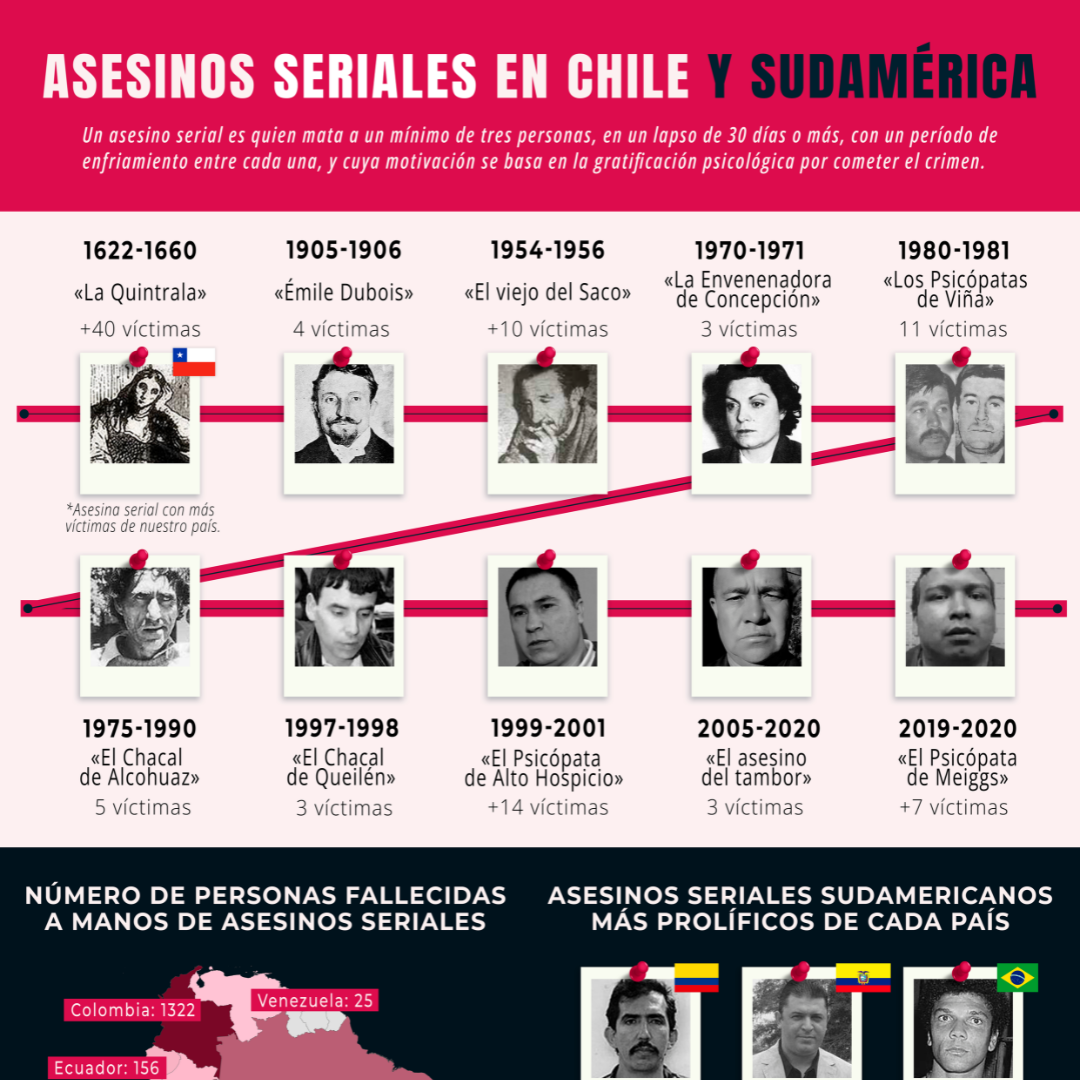 ASESINOS SERIALES EN CHILE Y SUDAMÉRICA
Un asesino serial es quien mata a un mínimo de tres personas, en un lapso de 30 días o más, con un período de
enfriamiento entre cada una, y cuya motivación se basa en la gratificación psicológica por cometer el crimen.
1622-1660
«La Quintrala»
+40 víctimas
1905-1906
«Émile Dubois»
4 víctimas
1954-1956
«El viejo del Saco»
+10 víctimas
1970-1971
«La Envenenadora
de Concepción»
3 víctimas
1980-1981
«Los Psicópatas
de Viña»
11 víctimas
*Asesina serial con más
víctimas de nuestro país.
1975-1990
«El Chacal
de Alcohuaz»
5 víctimas
1997-1998
«El Chacal
de Queilén»
3 víctimas
1999-2001
«El Psicópata
de Alto Hospicio»
+14 víctimas
2005-2020
«El asesino
del tambor»
3 víctimas
2019-2020
«El Psicópata
de Meiggs»
+7 víctimas
NÚMERO DE PERSONAS FALLECIDAS
A MANOS DE ASESINOS SERIALES
Colombia: 1322
Venezuela: 25
Ecuador: 156
ASESINOS SERIALES SUDAMERICANOS
MÁS PROLÍFICOS DE CADA PAÍS